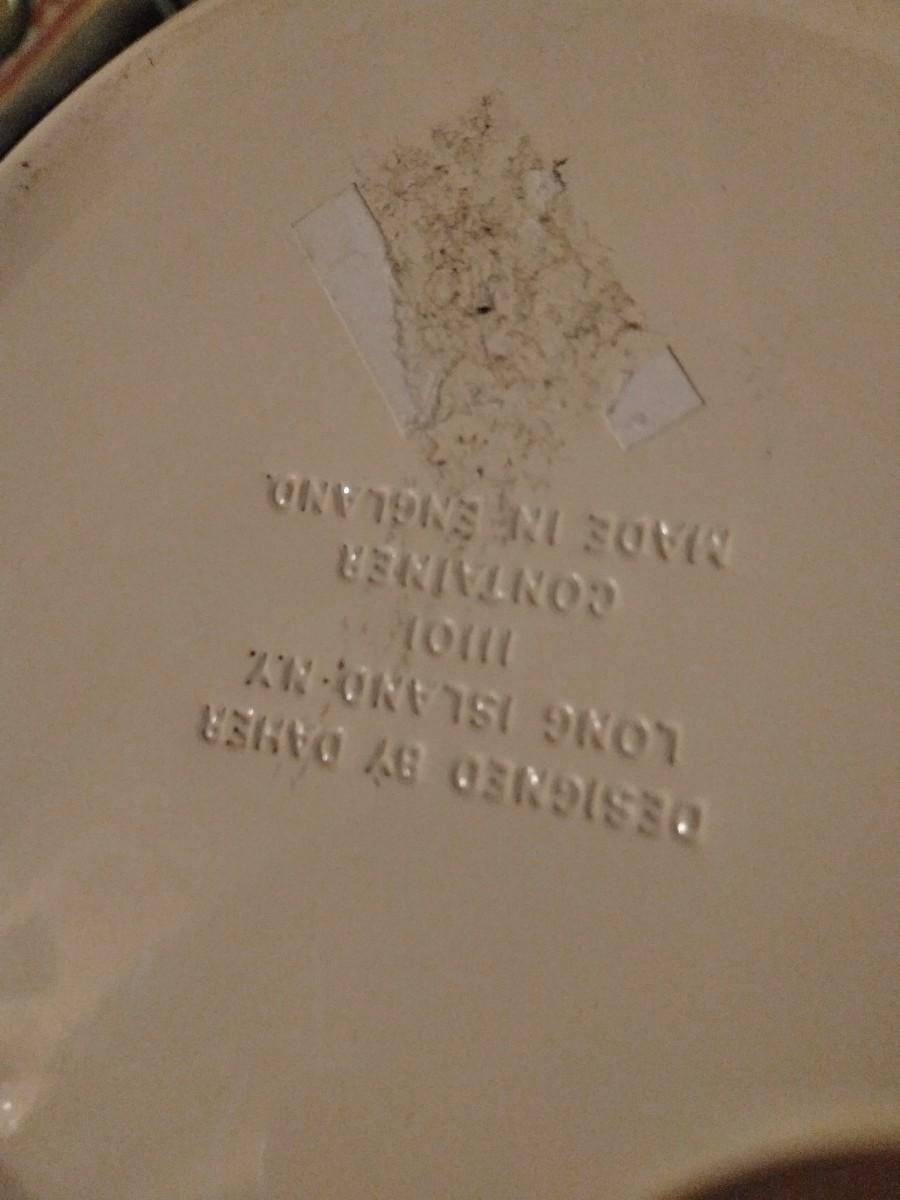 DESIGNED BY DAHER
LONG ISLAND, N.Y.
11101
CONTAINER
MADE IN ENGLAND.